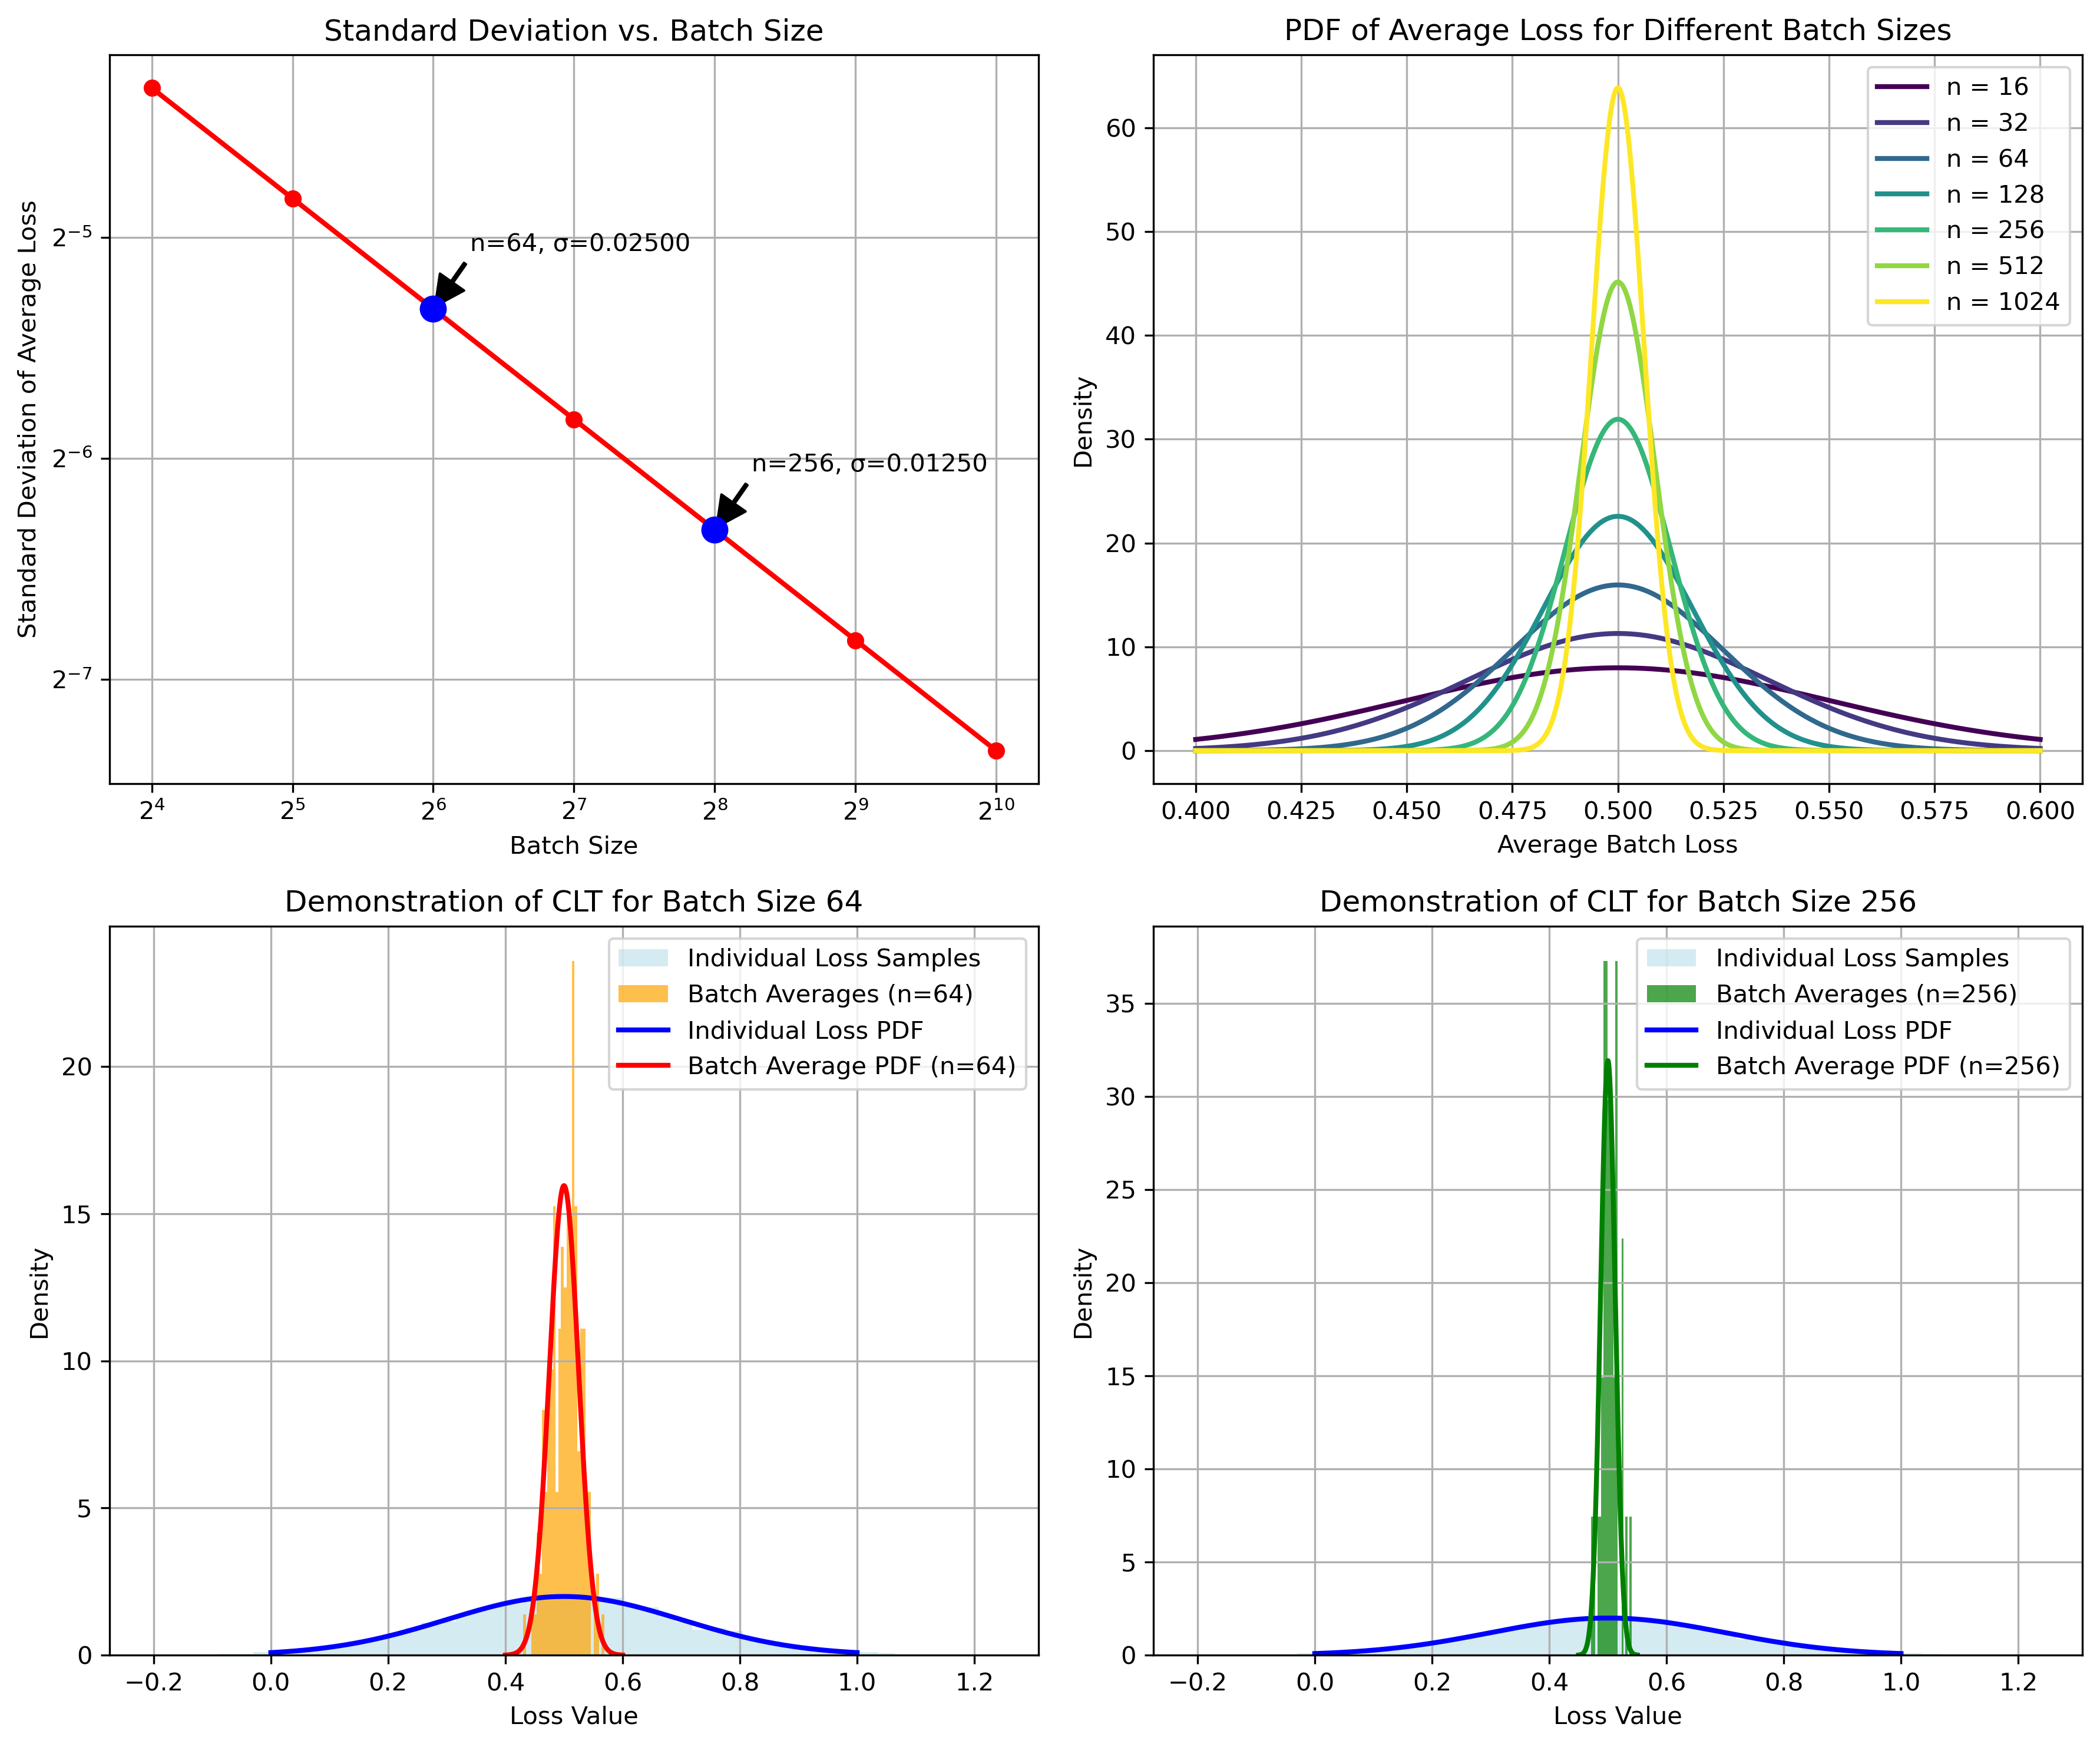 Standard Deviation vs. Batch Size
Standard Deviation of Average Loss
2⁻⁵
2⁻⁶
2⁻⁷
n=64, σ=0.02500
n=256, σ=0.01250
2⁴ 2⁵ 2⁶ 2⁷ 2⁸ 2⁹ 2¹⁰
Batch Size
PDF of Average Loss for Different Batch Sizes
Density
60
50
40
30
20
10
0
n = 16
n = 32
n = 64
n = 128
n = 256
n = 512
n = 1024
0.400 0.425 0.450 0.475 0.500 0.525 0.550 0.575 0.600
Average Batch Loss
Demonstration of CLT for Batch Size 64
Density
20
15
10
5
0
Individual Loss Samples
Batch Averages (n=64)
Individual Loss PDF
Batch Average PDF (n=64)
−0.2 0.0 0.2 0.4 0.6 0.8 1.0 1.2
Loss Value
Demonstration of CLT for Batch Size 256
Density
35
30
25
20
15
10
5
0
Individual Loss Samples
Batch Averages (n=256)
Individual Loss PDF
Batch Average PDF (n=256)
−0.2 0.0 0.2 0.4 0.6 0.8 1.0 1.2
Loss Value